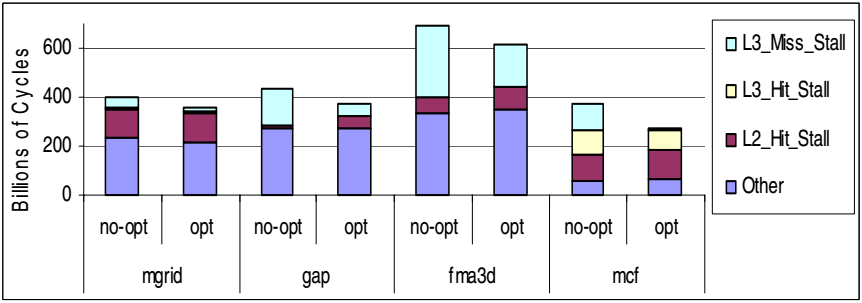 Billions of Cycles
600
400
200
0
no-opt opt no-opt opt no-opt opt no-opt opt
mgrid gap fma3d mcf
L3_Miss_Stall
L3_Hit_Stall
L2_Hit_Stall
Other